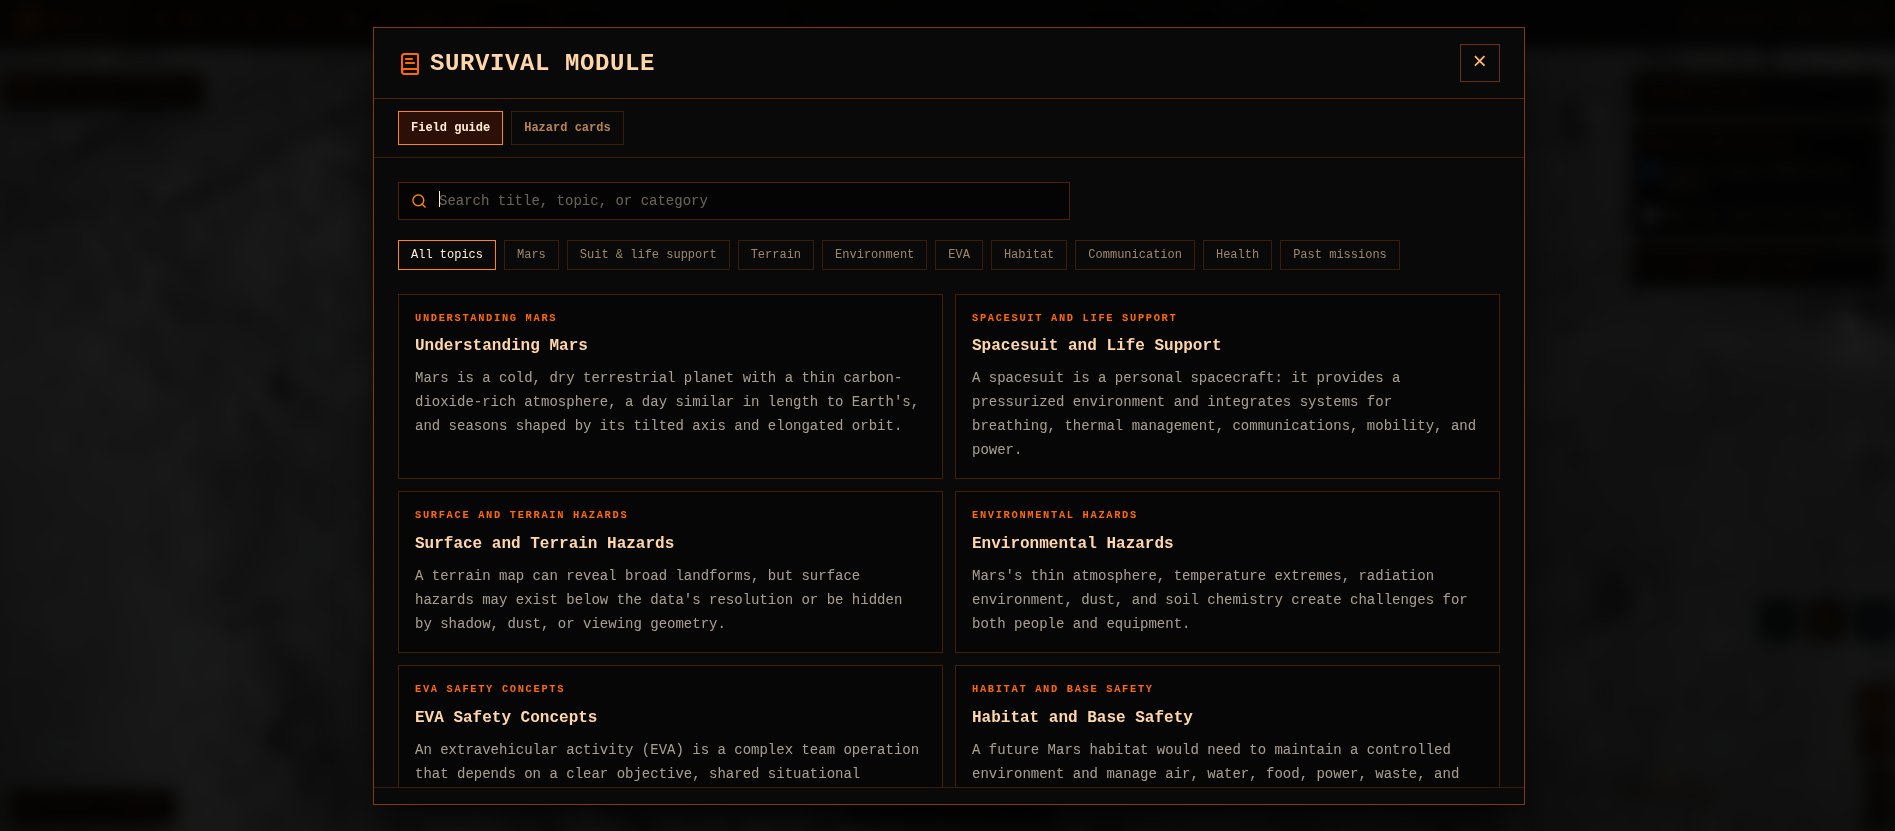 SURVIVAL MODULE
×
Field guide
Hazard cards
Search title, topic, or category
All topics
Mars
Suit & life support
Terrain
Environment
EVA
Habitat
Communication
Health
Past missions
UNDERSTANDING MARS
Understanding Mars
Mars is a cold, dry terrestrial planet with a thin carbon-
dioxide-rich atmosphere, a day similar in length to Earth's,
and seasons shaped by its tilted axis and elongated orbit.
SPACESUIT AND LIFE SUPPORT
Spacesuit and Life Support
A spacesuit is a personal spacecraft: it provides a
pressurized environment and integrates systems for
breathing, thermal management, communications, mobility, and
power.
SURFACE AND TERRAIN HAZARDS
Surface and Terrain Hazards
A terrain map can reveal broad landforms, but surface
hazards may exist below the data's resolution or be hidden
by shadow, dust, or viewing geometry.
ENVIRONMENTAL HAZARDS
Environmental Hazards
Mars's thin atmosphere, temperature extremes, radiation
environment, dust, and soil chemistry create challenges for
both people and equipment.
EVA SAFETY CONCEPTS
EVA Safety Concepts
An extravehicular activity (EVA) is a complex team operation
that depends on a clear objective, shared situational
HABITAT AND BASE SAFETY
Habitat and Base Safety
A future Mars habitat would need to maintain a controlled
environment and manage air, water, food, power, waste, and